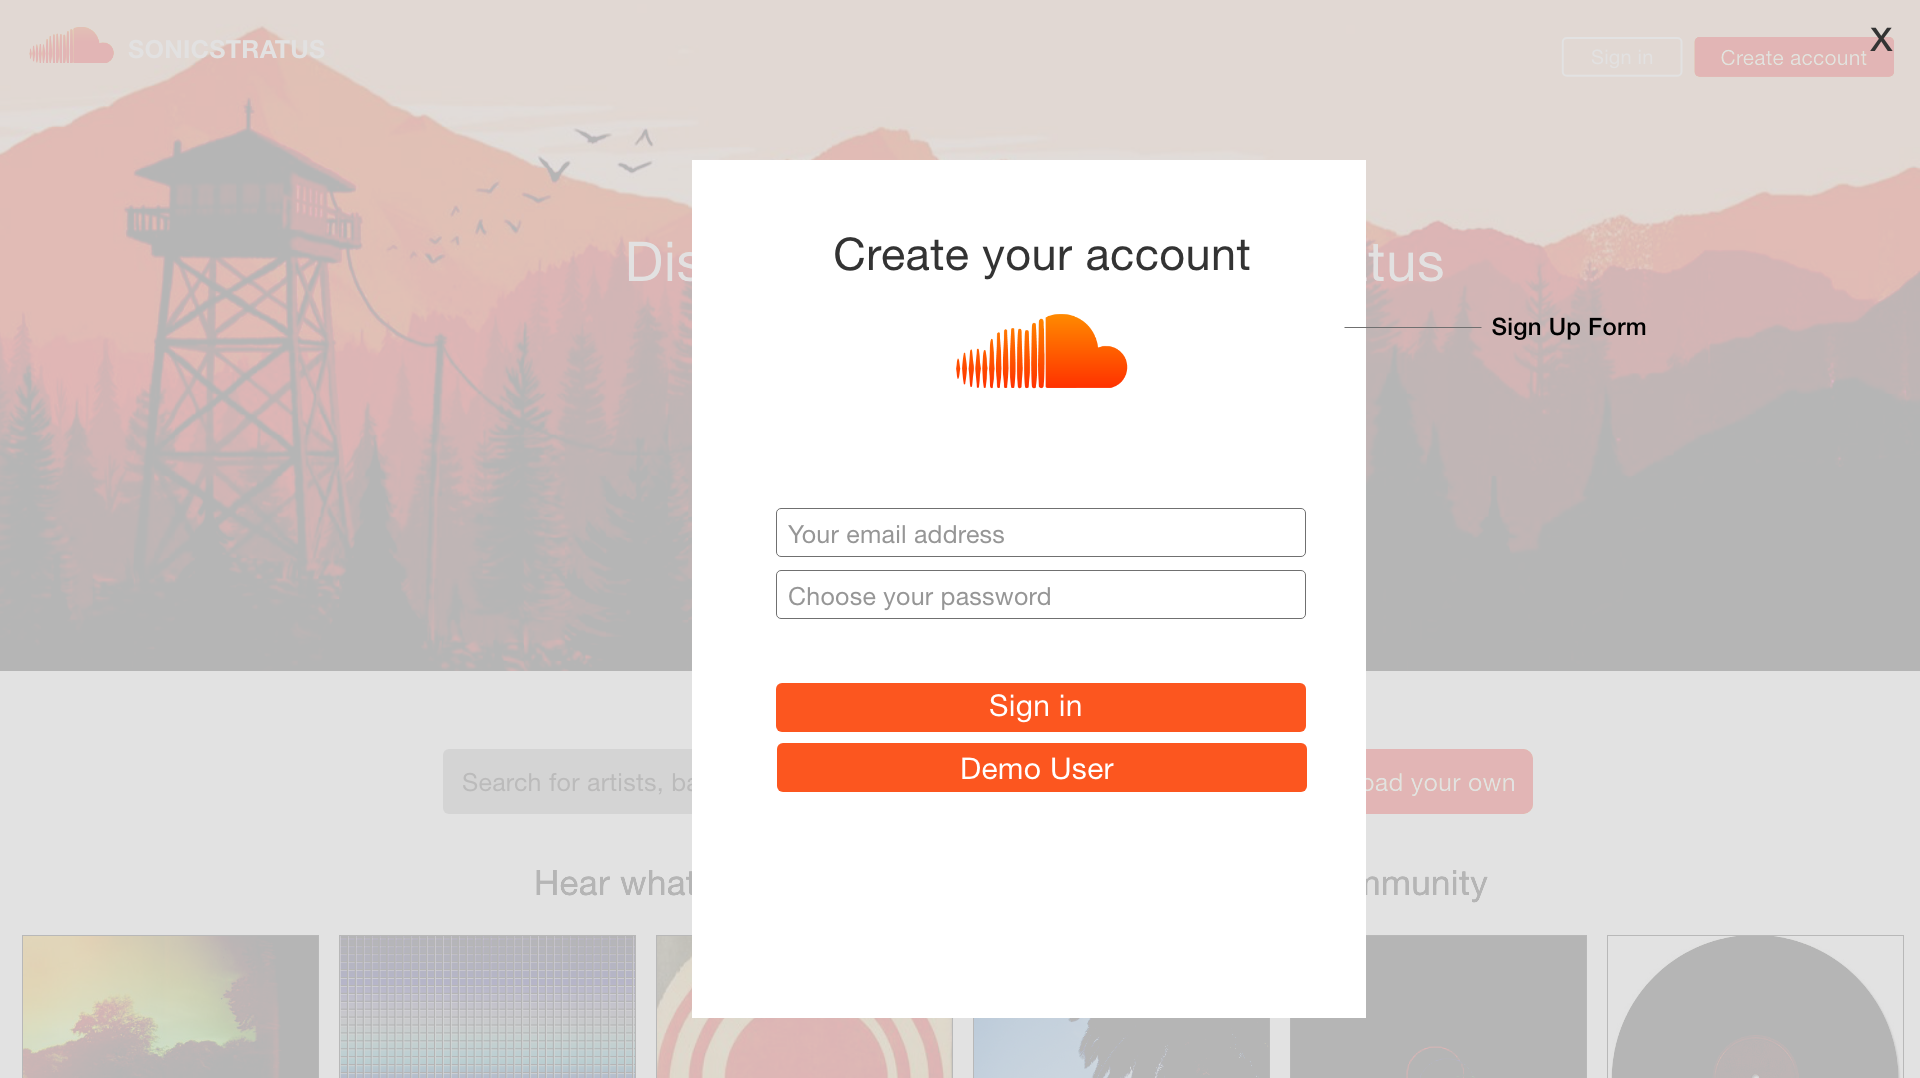 SONICSTRATUS
Sign in
Create account
X
Create your account
Dis
tus
Sign Up Form
Your email address
Choose your password
Sign in
Demo User
Search for artists, ba
oad your own
Hear what
mmunity